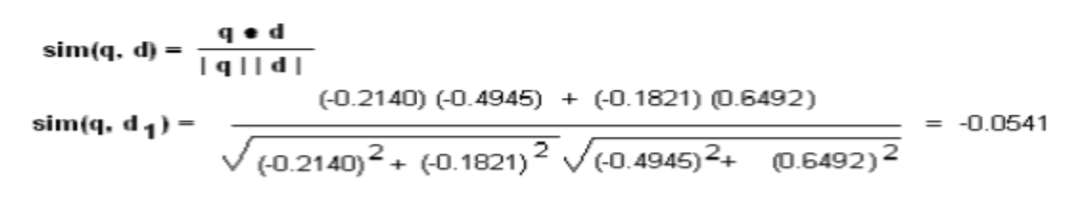 sim(q, d) = q • d / | q | | d |
sim(q, d 1) = (-0.2140) (-0.4945) + (-0.1821) (0.6492) / √(-0.2140)2 + (-0.1821)2 √(-0.4945)2+ (0.6492)2 = -0.0541